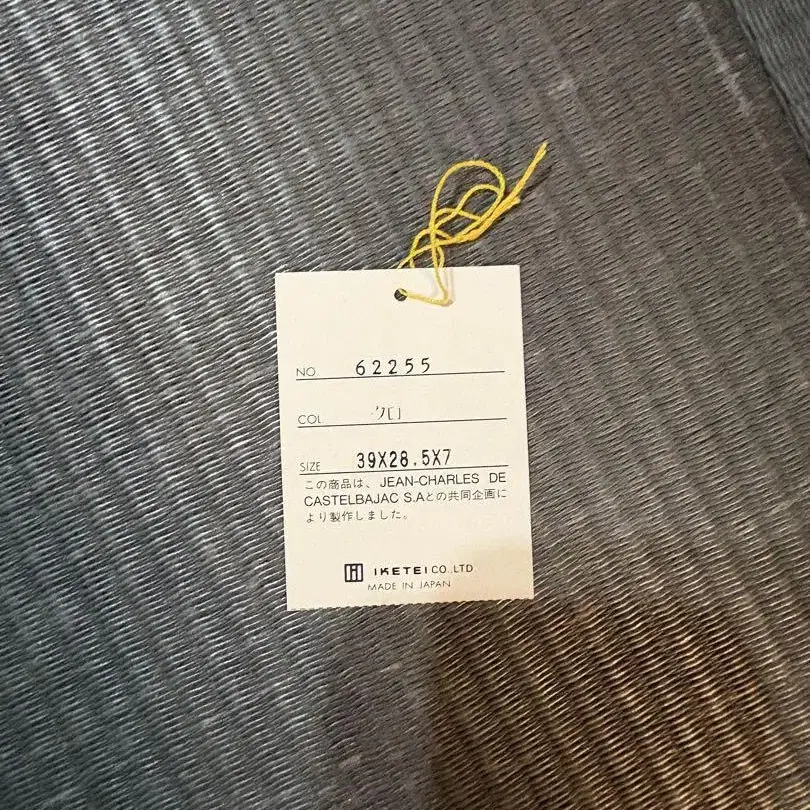 NO. 62255
COL. クロ
SIZE 39X28.5X7
この商品は、JEAN-CHARLES DE
CASTELBAJAC S.Aとの共同企画に
より製作しました。
IKETEI CO.,LTD
MADE IN JAPAN